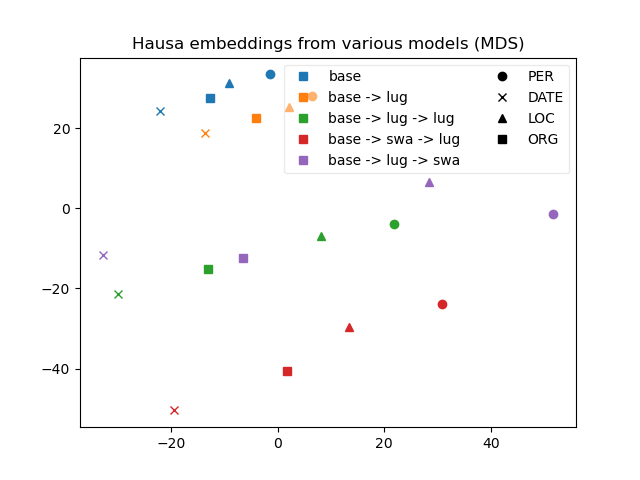 Hausa embeddings from various models (MDS)
base
base -> lug
base -> lug -> lug
base -> swa -> lug
base -> lug -> swa
PER
DATE
LOC
ORG
20
0
−20
−40
−20
0
20
40